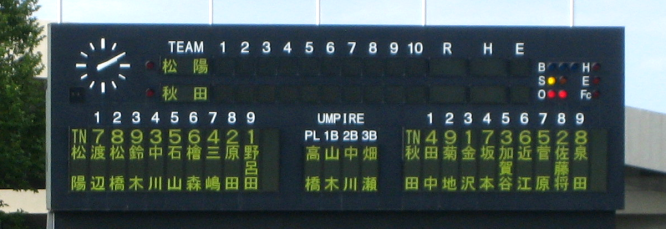 TEAM 1 2 3 4 5 6 7 8 9 10 R H E
松陽
秋田
B H
S E
O Fc
1 2 3 4 5 6 7 8 9 UMPIRE 1 2 3 4 5 6 7 8 9
TN 7 8 9 3 5 6 4 2 1 PL 1B 2B 3B TN 4 9 1 7 3 6 5 2 8
松陽 渡辺 松橋 鈴木 中川 石山 檜森 三嶋 原田 野呂田 高橋 山木 中川 畑瀬 秋田 田中 菊地 金沢 坂本 加賀谷 近江 菅原 佐藤将 泉田